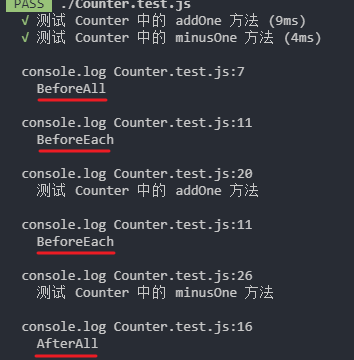 PASS ./Counter.test.js
√ 测试 Counter 中的 addOne 方法 (9ms)
√ 测试 Counter 中的 minusOne 方法 (4ms)
console.log Counter.test.js:7
BeforeAll
console.log Counter.test.js:11
BeforeEach
console.log Counter.test.js:20
测试 Counter 中的 addOne 方法
console.log Counter.test.js:11
BeforeEach
console.log Counter.test.js:26
测试 Counter 中的 minusOne 方法
console.log Counter.test.js:16
AfterAll